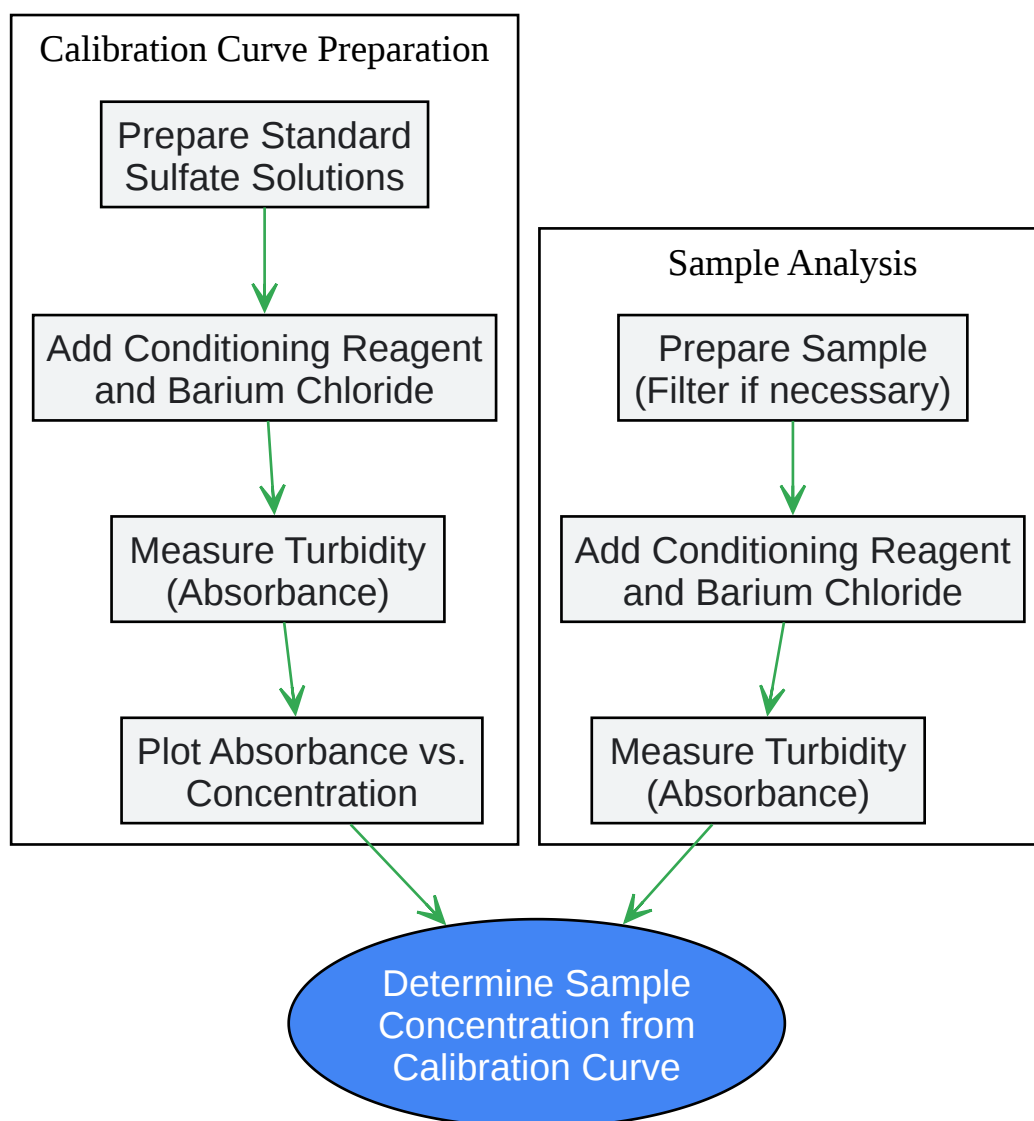 Calibration Curve Preparation
Prepare Standard
Sulfate Solutions
Add Conditioning Reagent
and Barium Chloride
Measure Turbidity
(Absorbance)
Plot Absorbance vs.
Concentration
Sample Analysis
Prepare Sample
(Filter if necessary)
Add Conditioning Reagent
and Barium Chloride
Measure Turbidity
(Absorbance)
Determine Sample
Concentration from
Calibration Curve